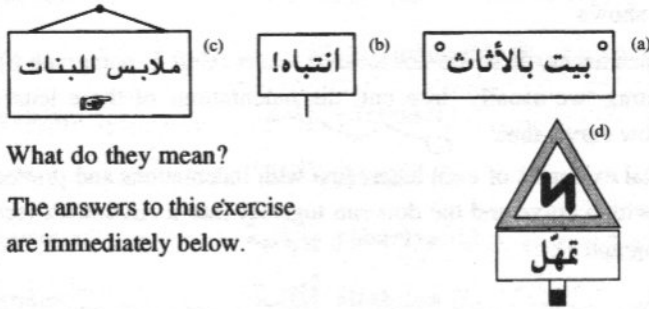 (a)
بيت بالأثاث
(b)
انتباه!
(c)
ملابس للبنات
(d)
تمهّل
What do they mean?
The answers to this exercise
are immediately below.